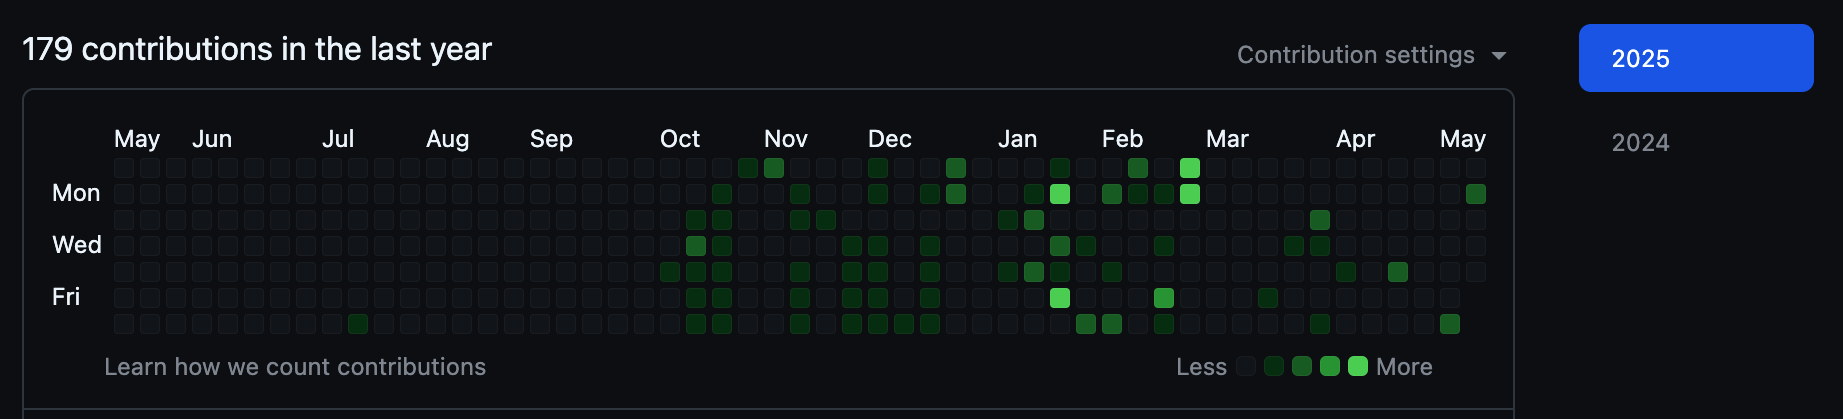 179 contributions in the last year
Contribution settings
2025
2024
May Jun Jul Aug Sep Oct Nov Dec Jan Feb Mar Apr May
Mon
Wed
Fri
Learn how we count contributions
Less More